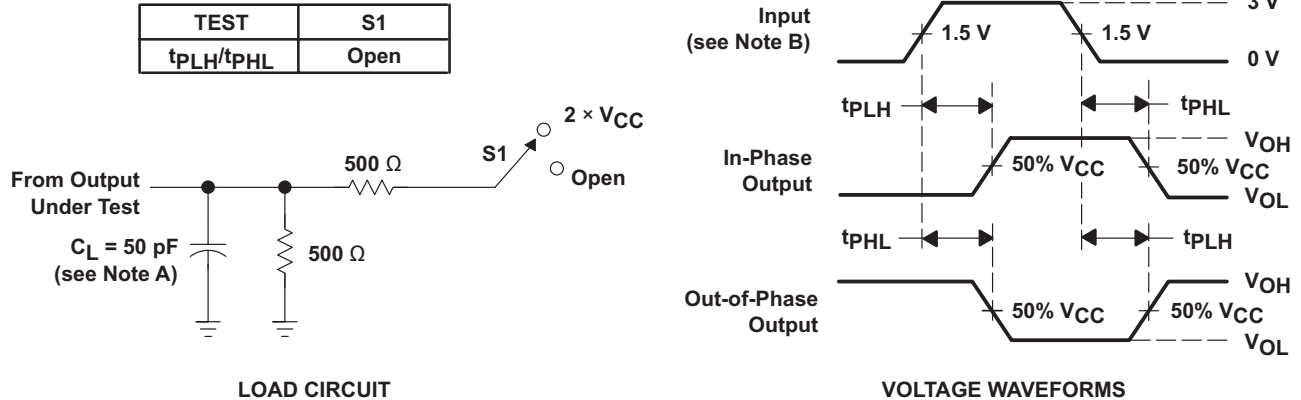 TEST S1
tPLH/tPHL Open
2 × VCC
S1
500 Ω
Open
From Output
Under Test
CL = 50 pF
(see Note A)
500 Ω
LOAD CIRCUIT
3 V
Input
(see Note B)
1.5 V 1.5 V
0 V
tPLH tPHL
VOH
In-Phase
Output
50% VCC 50% VCC
VOL
tPHL tPLH
VOH
Out-of-Phase
Output
50% VCC 50% VCC
VOL
VOLTAGE WAVEFORMS